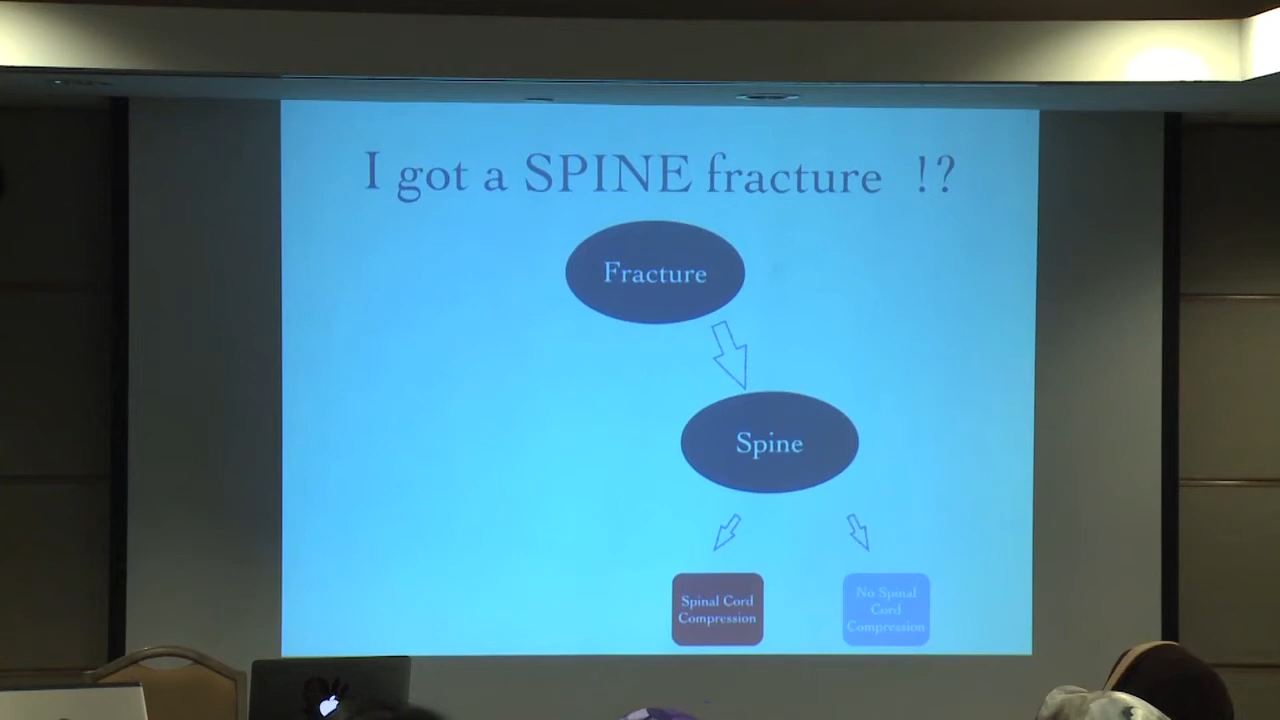 I got a SPINE fracture !?
Fracture
Spine
Spinal Cord
Compression
No Spinal
Cord
Compression